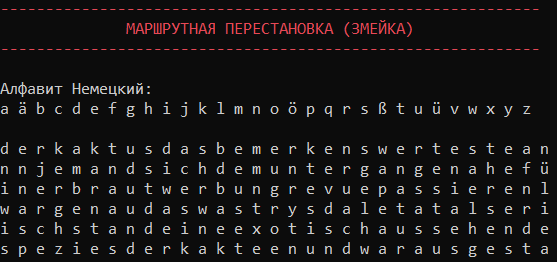 ------------------------------------------------------
МАРШРУТНАЯ ПЕРЕСТАНОВКА (ЗМЕЙКА)
------------------------------------------------------
Алфавит Немецкий:
a ä b c d e f g h i j k l m n o ö p q r s ß t u ü v w x y z
d e r k a k t u s d a s b e m e r k e n s w e r t e s t e a n
n n j e m a n d s i c h d e m u n t e r g a n g e n a h e f ü
i n e r b r a u t w e r b u n g r e v u e p a s s i e r e n l
w a r g e n a u d a s w a s t r y s d a l e t a t a l s e r i
i s c h s t a n d e i n e e x o t i s c h a u s s e h e n d e
s p e z i e s d e r k a k t e e n u n d w a r a u s g e s t a